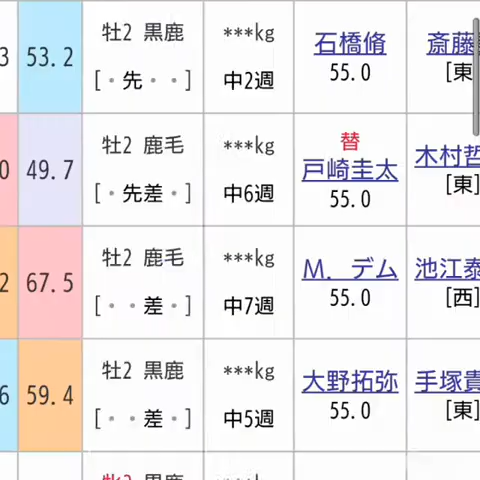 牡2 黒鹿 ***kg 石橋脩 斎藤
3 53.2 55.0 [東
[・先・・] 中2週
牡2 鹿毛 ***kg 替
0 49.7 戸崎圭太 木村哲
[・先差・] 中6週 55.0 [東]
牡2 鹿毛 ***kg M．デム 池江泰
2 67.5 55.0 [西]
[・・差・] 中7週
牡2 黒鹿 ***kg 大野拓弥 手塚貴
6 59.4 55.0 [東]
[・・差・] 中5週